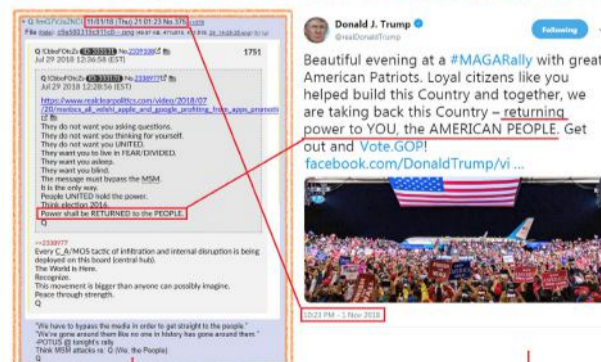 11/01/18 (Thu) 21:01:23 No.375
1751
Jul 29 2018 12:36:58 (EST)
Jul 29 2018 12:28:56 (EST)
https://www.realclearpolitics.com/video/2018/07
They do not want you asking questions.
They do not want you thinking for yourself.
They do not want you UNITED.
They want you to live in FEAR/DIVIDED.
They want you asleep.
They want you blind.
The message must bypass the MSM.
It is the only way.
People UNITED hold the power.
Think election 2016.
Power shall be RETURNED to the PEOPLE.
Q
>>2338977
Every C_A/MOS tactic of infiltration and internal disruption is being
deployed on this board (central hub).
The World is Here.
Recognize.
This movement is bigger than anyone can possibly imagine.
Peace through strength.
Q
"We have to bypass the media in order to get straight to the people."
"We've gone around them like no one in history has gone around them."
-POTUS @ tonight's rally
Think MSM attacks re: Q (We, the People)
Q
Donald J. Trump
@realDonaldTrump
Following
Beautiful evening at a #MAGARally with great
American Patriots. Loyal citizens like you
helped build this Country and together, we
are taking back this Country – returning
power to YOU, the AMERICAN PEOPLE. Get
out and Vote.GOP!
facebook.com/DonaldTrump/vi ...
10:23 PM - 1 Nov 2018